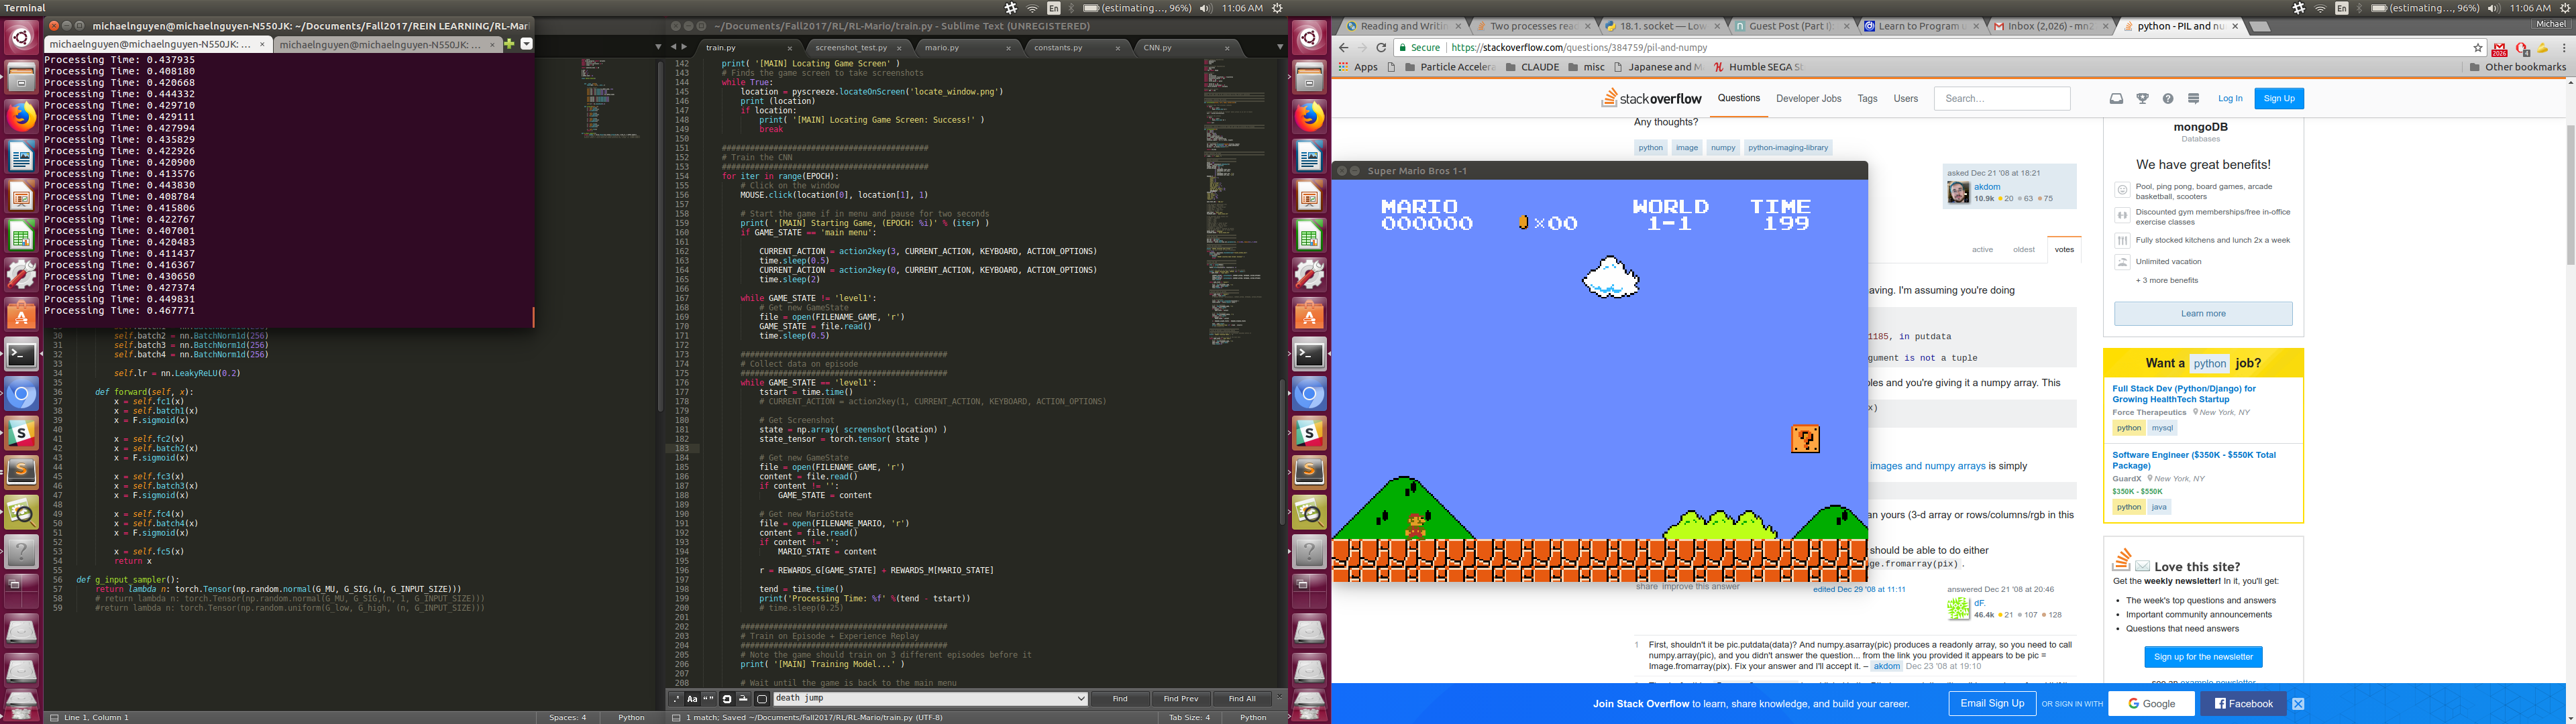 Terminal
En
(estimating..., 96%)
11:06 AM
michaelnguyen@michaelnguyen-N550JK: ~/Documents/Fall2017/REIN LEARNING/RL-Mar
michaelnguyen@michaelnguyen-N550JK: ...
michaelnguyen@michaelnguyen-N550JK: ...
Processing Time: 0.437935
Processing Time: 0.408180
Processing Time: 0.420668
Processing Time: 0.444332
Processing Time: 0.429710
Processing Time: 0.429111
Processing Time: 0.427994
Processing Time: 0.435829
Processing Time: 0.422926
Processing Time: 0.420900
Processing Time: 0.413576
Processing Time: 0.443830
Processing Time: 0.408784
Processing Time: 0.415806
Processing Time: 0.422767
Processing Time: 0.407001
Processing Time: 0.420483
Processing Time: 0.411437
Processing Time: 0.416367
Processing Time: 0.430650
Processing Time: 0.427374
Processing Time: 0.449831
Processing Time: 0.467771
30 self.batch2 = nn.BatchNorm1d(256)
31 self.batch3 = nn.BatchNorm1d(256)
32 self.batch4 = nn.BatchNorm1d(256)
33
34 self.lr = nn.LeakyReLU(0.2)
35
36 def forward(self, x):
37 x = self.fc1(x)
38 x = self.batch1(x)
39 x = F.sigmoid(x)
40
41 x = self.fc2(x)
42 x = self.batch2(x)
43 x = F.sigmoid(x)
44
45 x = self.fc3(x)
46 x = self.batch3(x)
47 x = F.sigmoid(x)
48
49 x = self.fc4(x)
50 x = self.batch4(x)
51 x = F.sigmoid(x)
52
53 x = self.fc5(x)
54 return x
55
56 def g_input_sampler():
57 return lambda n: torch.Tensor(np.random.normal(G_MU, G_SIG,(n, G_INPUT_SIZE)))
58 # return lambda n: torch.Tensor(np.random.normal(G_MU, G_SIG,(n, 1, G_INPUT_SIZE)))
59 #return lambda n: torch.Tensor(np.random.uniform(G_low, G_high, (n, G_INPUT_SIZE)))
Line 1, Column 1
Spaces: 4
Python
~/Documents/Fall2017/RL/RL-Mario/train.py - Sublime Text (UNREGISTERED)
train.py
screenshot_test.py
mario.py
constants.py
CNN.py
142 print( '[MAIN] Locating Game Screen' )
143 # Finds the game screen to take screenshots
144 while True:
145 location = pyscreeze.locateOnScreen('locate_window.png')
146 print (location)
147 if location:
148 print( '[MAIN] Locating Game Screen: Success!' )
149 break
150
151 ############################################
152 # Train the CNN
153 ############################################
154 for iter in range(EPOCH):
155 # Click on the window
156 MOUSE.click(location[0], location[1], 1)
157
158 # Start the game if in menu and pause for two seconds
159 print( '[MAIN] Starting Game, (EPOCH: %i)' % (iter) )
160 if GAME_STATE == 'main menu':
161
162 CURRENT_ACTION = action2key(3, CURRENT_ACTION, KEYBOARD, ACTION_OPTIONS)
163 time.sleep(0.5)
164 CURRENT_ACTION = action2key(0, CURRENT_ACTION, KEYBOARD, ACTION_OPTIONS)
165 time.sleep(2)
166
167 while GAME_STATE != 'level1':
168 # Get new GameState
169 file = open(FILENAME_GAME, 'r')
170 GAME_STATE = file.read()
171 time.sleep(0.5)
172
173 ############################################
174 # Collect data on episode
175 ############################################
176 while GAME_STATE == 'level1':
177 tstart = time.time()
178 # CURRENT_ACTION = action2key(1, CURRENT_ACTION, KEYBOARD, ACTION_OPTIONS)
179
180 # Get Screenshot
181 state = np.array( screenshot(location) )
182 state_tensor = torch.tensor( state )
183
184 # Get new GameState
185 file = open(FILENAME_GAME, 'r')
186 content = file.read()
187 if content != '':
188 GAME_STATE = content
189
190 # Get new MarioState
191 file = open(FILENAME_MARIO, 'r')
192 content = file.read()
193 if content != '':
194 MARIO_STATE = content
195
196 r = REWARDS_G[GAME_STATE] + REWARDS_M[MARIO_STATE]
197
198 tend = time.time()
199 print('Processing Time: %f' %(tend - tstart))
200 # time.sleep(0.25)
201
202 ############################################
203 # Train on Episode + Experience Replay
204 ############################################
205 # Note the game should train on 3 different episodes before it
206 print( '[MAIN] Training Model...' )
207
208 # Wait until the game is back to the main menu
death jump
Find
Find Prev
Find All
1 match; Saved ~/Documents/Fall2017/RL/RL-Mario/train.py (UTF-8)
Tab Size: 4
Python
En
(estimating..., 96%)
11:06 AM
Reading and Writin
Two processes rea
18.1. socket — Low
Guest Post (Part I):
Learn to Program u
Inbox (2,026) - mn2
python - PIL and nu
Michael
Secure
https://stackoverflow.com/questions/384759/pil-and-numpy
Apps
Particle Accelera
CLAUDE
misc
Japanese and M
Humble SEGA S
Other bookmarks
stackoverflow
Questions
Developer Jobs
Tags
Users
Search...
Log In
Sign Up
Any thoughts?
python
image
numpy
python-imaging-library
asked Dec 21 '08 at 18:21
akdom
10.9k 20 63 75
active
oldest
votes
aving. I'm assuming you're doing
1185, in putdata
gument is not a tuple
ples and you're giving it a numpy array. This
x)
images and numpy arrays is simply
an yours (3-d array or rows/columns/rgb in this
should be able to do either
ge.fromarray(pix) .
share improve this answer
edited Dec 29 '08 at 11:11
answered Dec 21 '08 at 20:46
dF.
46.4k 21 107 128
1 First, shouldn't it be pic.putdata(data)? And numpy.asarray(pic) produces a readonly array, so you need to call
numpy.array(pic), and you didn't answer the question... from the link you provided it appears to be pic =
Image.fromarray(pix). Fix your answer and I'll accept it. – akdom Dec 23 '08 at 19:10
Super Mario Bros 1-1
MARIO
000000
×00
WORLD
1-1
TIME
199
?
mongoDB
Databases
We have great benefits!
Pool, ping pong, board games, arcade
basketball, scooters
Discounted gym memberships/free in-office
exercise classes
Fully stocked kitchens and lunch 2x a week
Unlimited vacation
+ 3 more benefits
Learn more
Want a python job?
Full Stack Dev (Python/Django) for
Growing HealthTech Startup
Force Therapeutics New York, NY
python
mysql
Software Engineer ($350K - $550K Total
Package)
GuardX New York, NY
$350K - $550K
python
java
Love this site?
Get the weekly newsletter! In it, you'll get:
The week's top questions and answers
Important community announcements
Questions that need answers
Sign up for the newsletter
see an example newsletter
Join Stack Overflow to learn, share knowledge, and build your career.
Email Sign Up
OR SIGN IN WITH
Google
Facebook